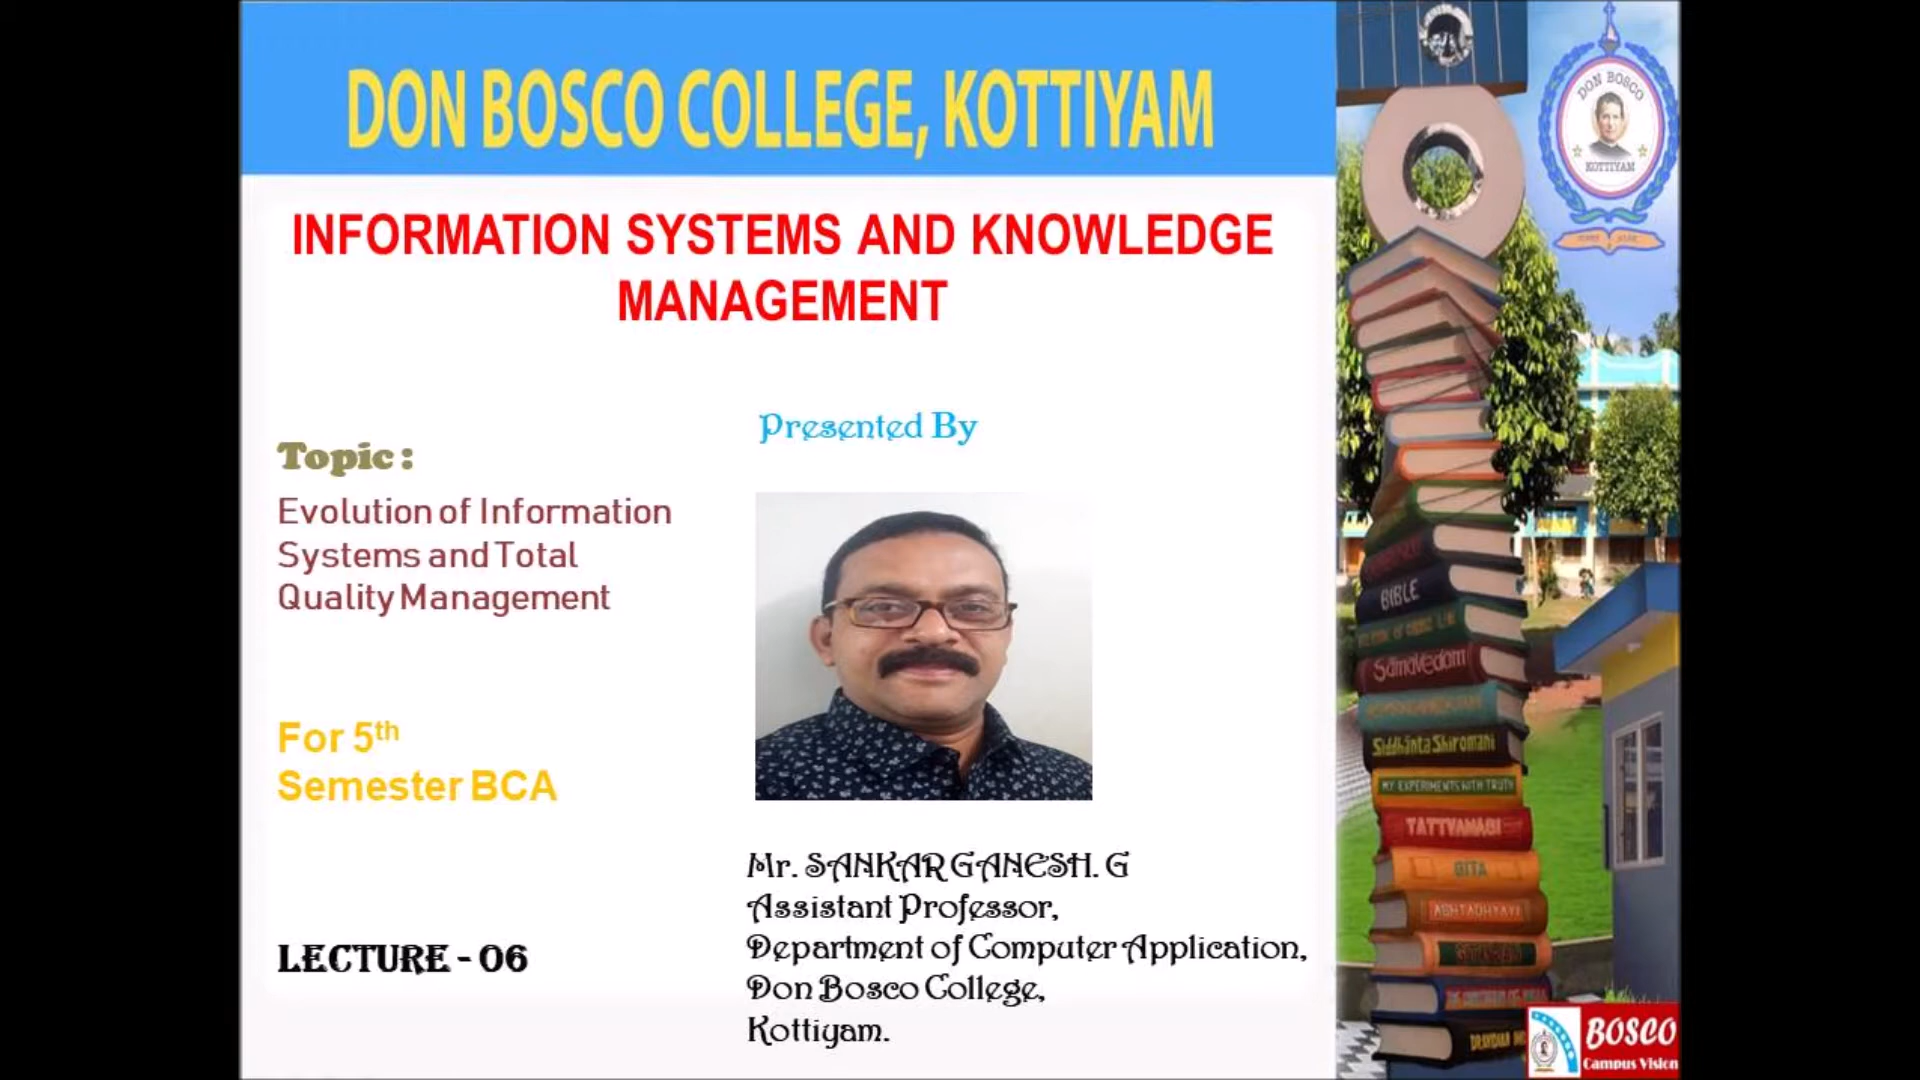 DON BOSCO COLLEGE, KOTTIYAM
INFORMATION SYSTEMS AND KNOWLEDGE
MANAGEMENT
Presented By
Topic :
Evolution of Information
Systems and Total
Quality Management
For 5th
Semester BCA
LECTURE - 06
Mr. SANKAR GANESH. G
Assistant Professor,
Department of Computer Application,
Don Bosco College,
Kottiyam.
DON BOSCO
KOTTIYAM
BIBLE
Samavedam
Siddhanta Shiromani
MY EXPERIMENTS WITH TRUTH
GITA
BOSCO
Campus Vision